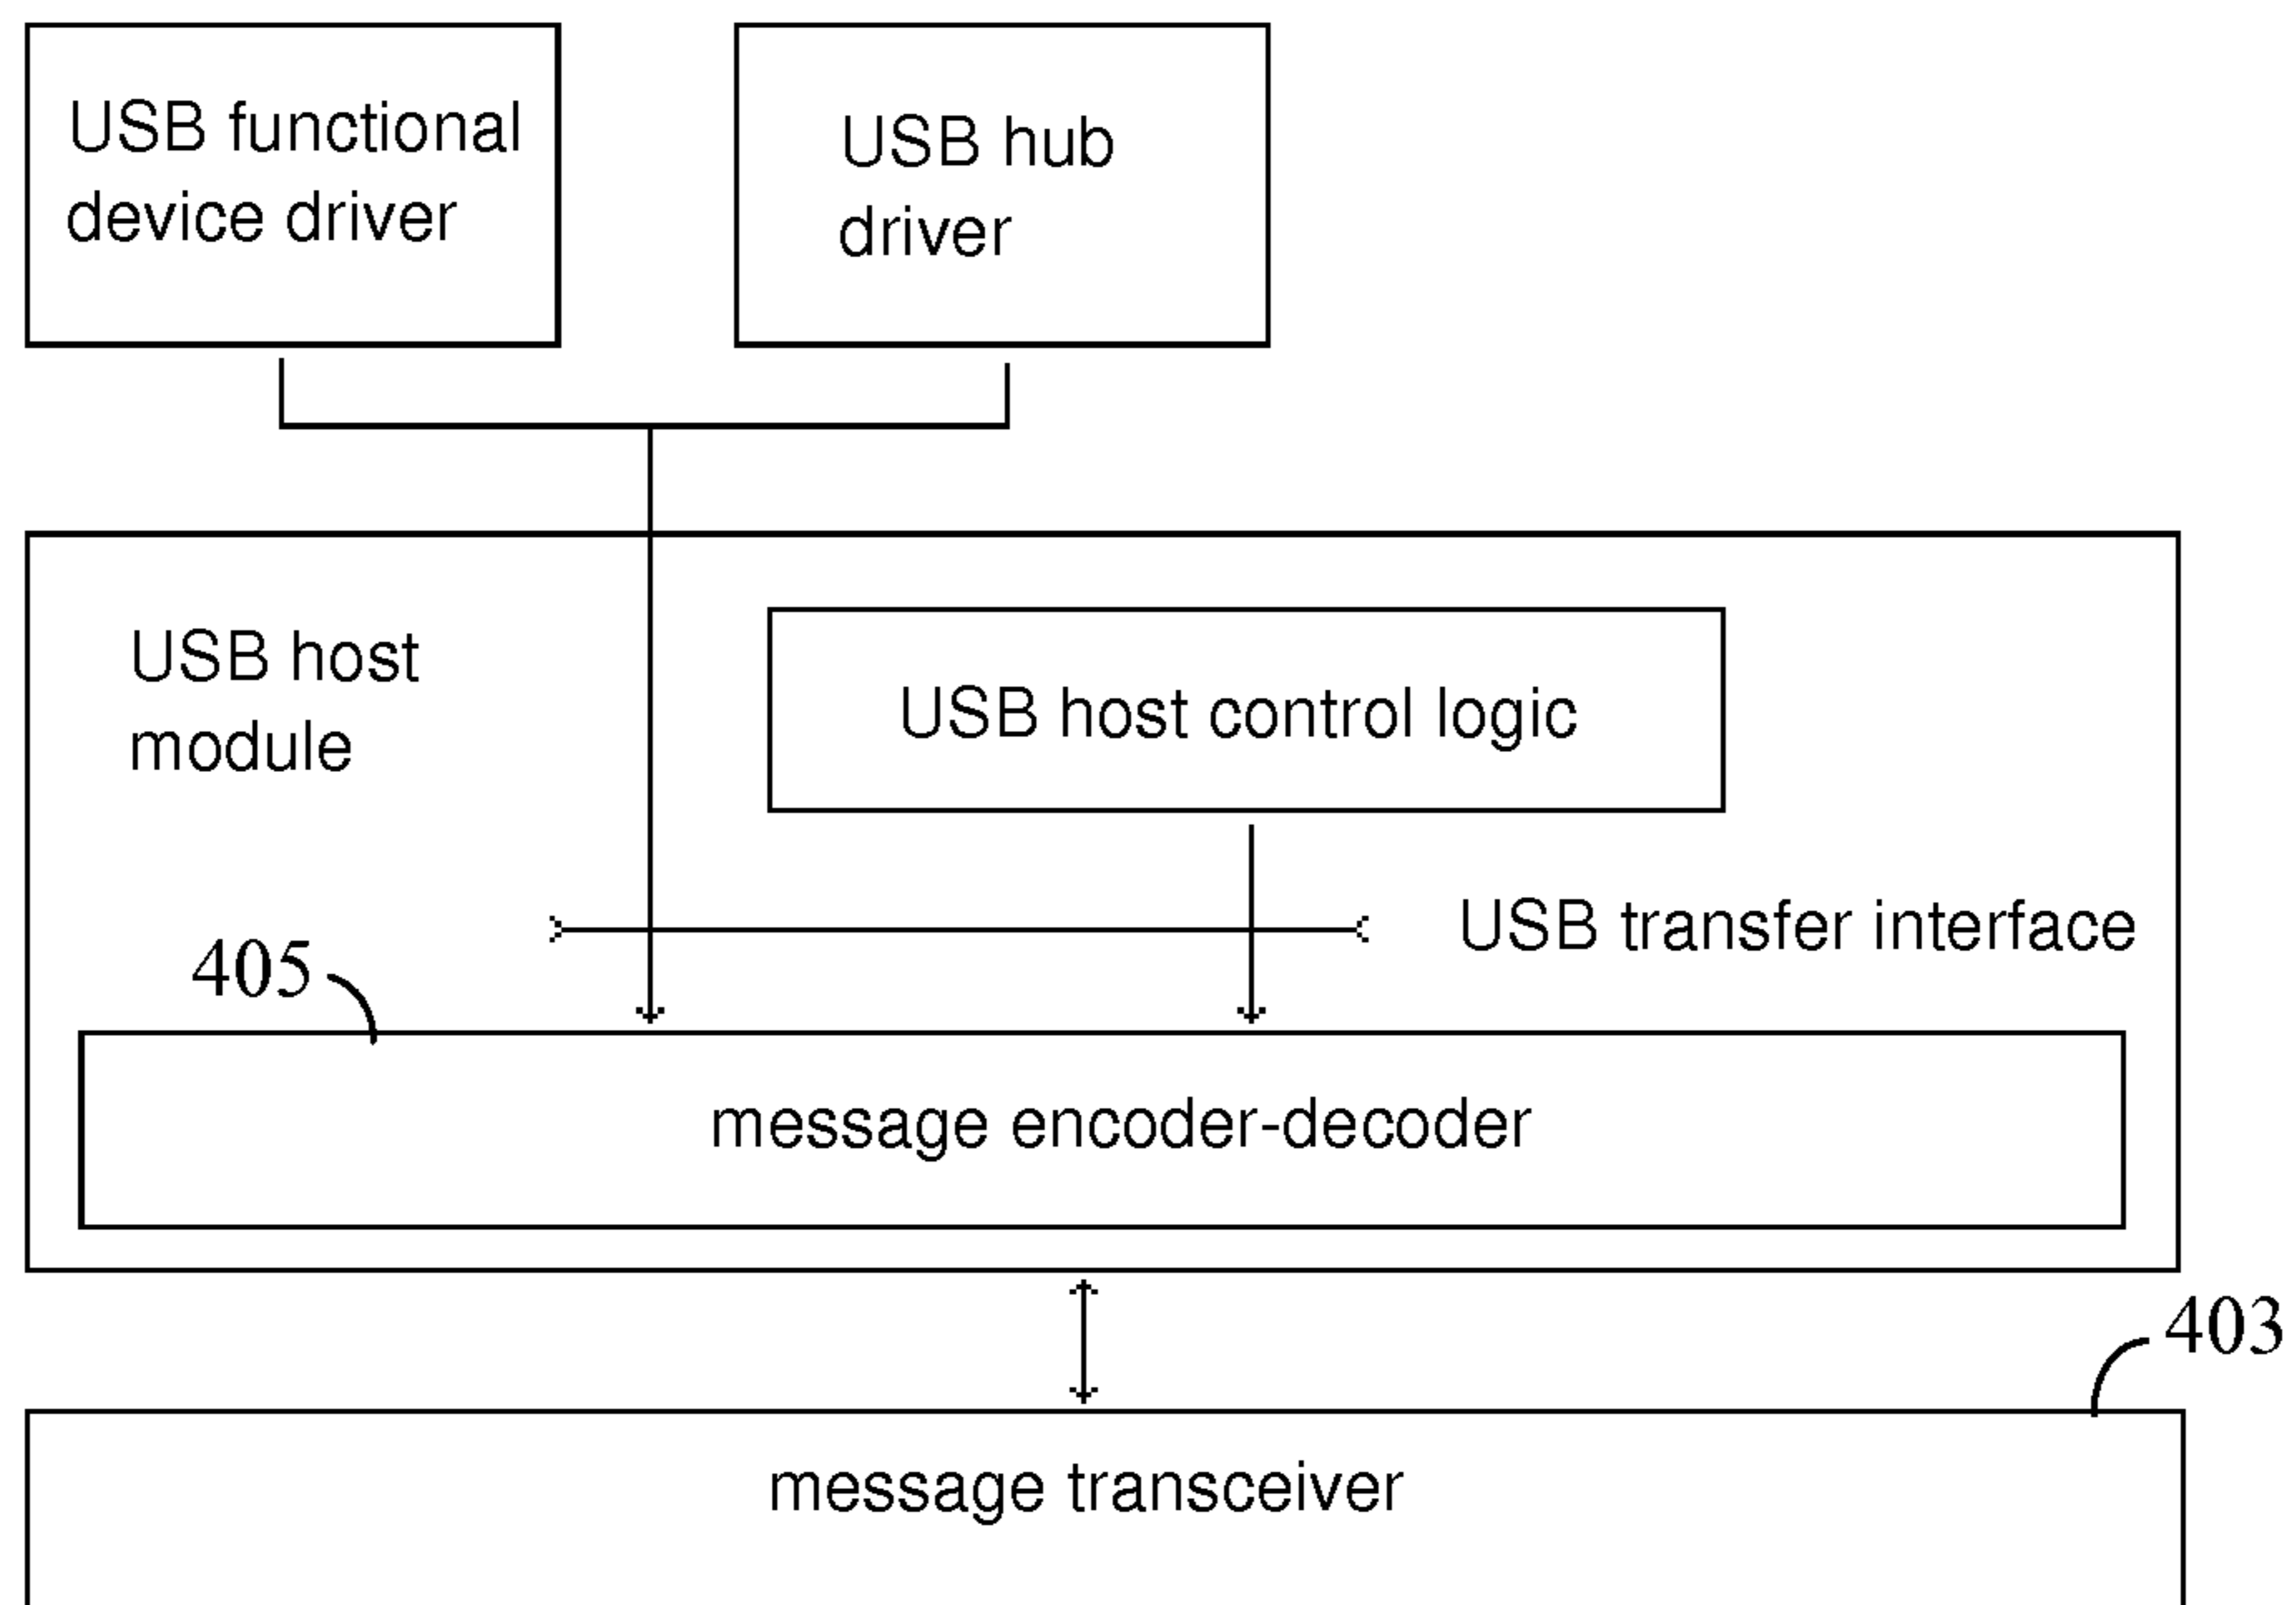 USB functional
device driver
USB hub
driver
USB host
module
USB host control logic
USB transfer interface
405
message encoder-decoder
403
message transceiver